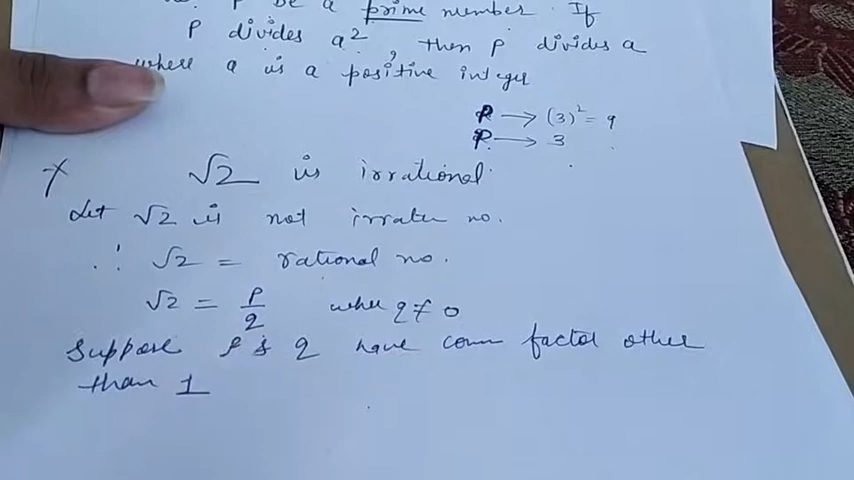 P be a prime number. If
P divides a², then P divides a
where a is a positive integer
P → (3)² = 9
P → 3
√2 is irrational.
Let √2 is not irratn no.
∴ √2 = rational no.
√2 = P/q where q ≠ 0
Suppose P & q have comm factor other
than 1